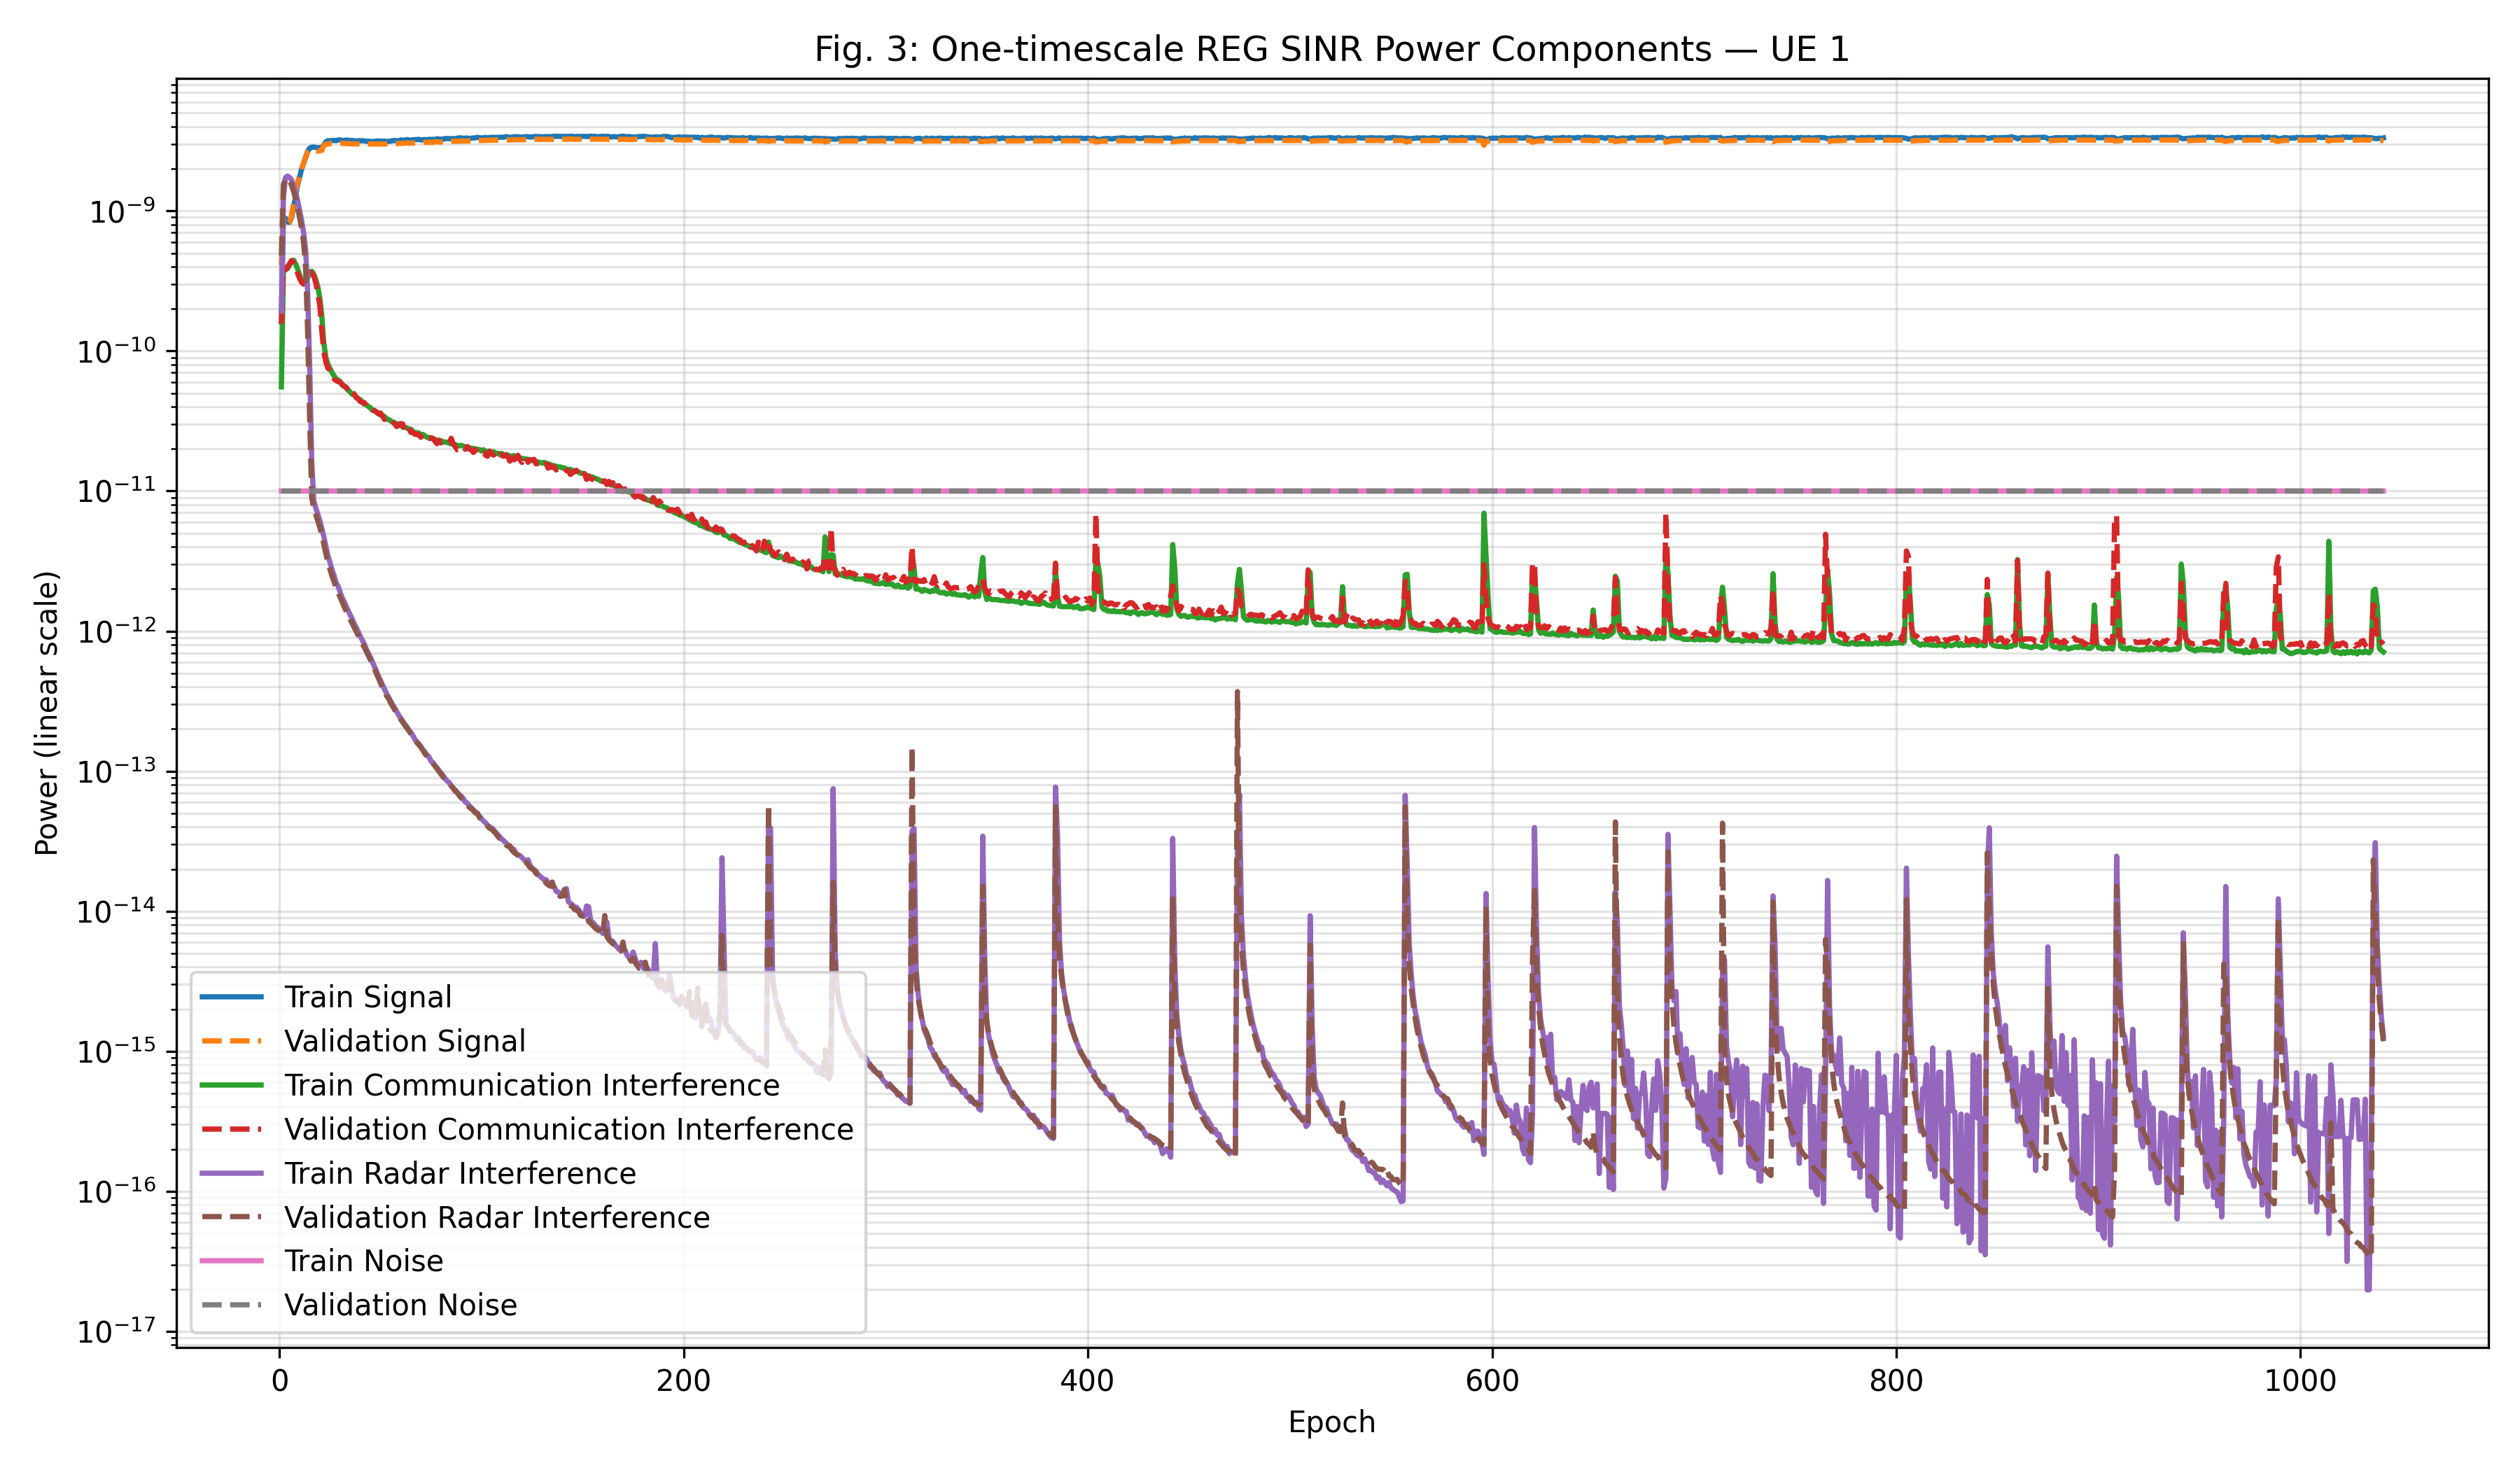 Fig. 3: One-timescale REG SINR Power Components — UE 1
Power (linear scale)
10⁻⁹
10⁻¹⁰
10⁻¹¹
10⁻¹²
10⁻¹³
10⁻¹⁴
10⁻¹⁵
10⁻¹⁶
10⁻¹⁷
Train Signal
Validation Signal
Train Communication Interference
Validation Communication Interference
Train Radar Interference
Validation Radar Interference
Train Noise
Validation Noise
0 200 400 600 800 1000
Epoch